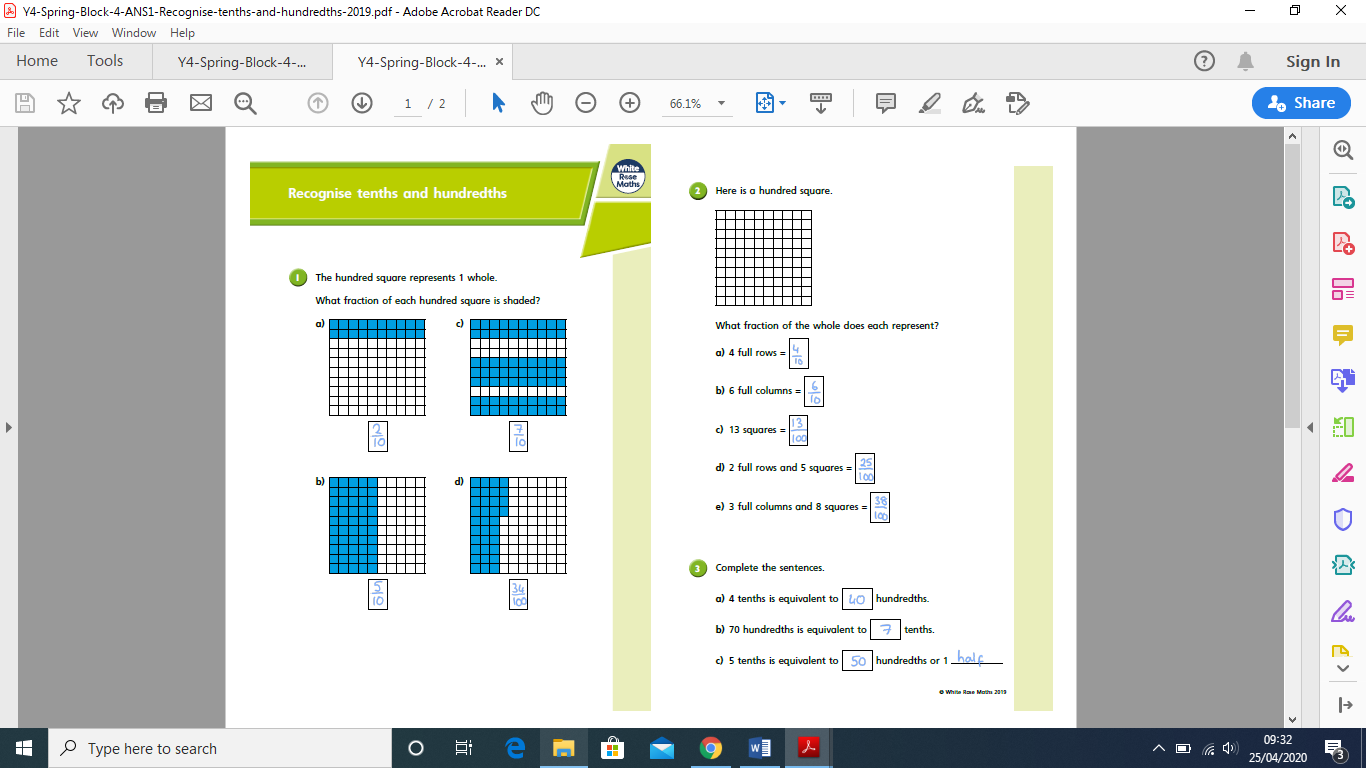 Y4-Spring-Block-4-ANS1-Recognise-tenths-and-hundredths-2019.pdf - Adobe Acrobat Reader DC
File Edit View Window Help
Home Tools Y4-Spring-Block-4-... Y4-Spring-Block-4-... × Sign In
1 / 2 66.1% Share
Recognise tenths and hundredths
White Rose Maths
1 The hundred square represents 1 whole.
What fraction of each hundred square is shaded?
a) c)
2/10 7/10
b) d)
5/10 34/100
2 Here is a hundred square.
What fraction of the whole does each represent?
a) 4 full rows = 4/10
b) 6 full columns = 6/10
c) 13 squares = 13/100
d) 2 full rows and 5 squares = 25/100
e) 3 full columns and 8 squares = 38/100
3 Complete the sentences.
a) 4 tenths is equivalent to 40 hundredths.
b) 70 hundredths is equivalent to 7 tenths.
c) 5 tenths is equivalent to 50 hundredths or 1 half
© White Rose Maths 2019
Type here to search
09:32
25/04/2020
3